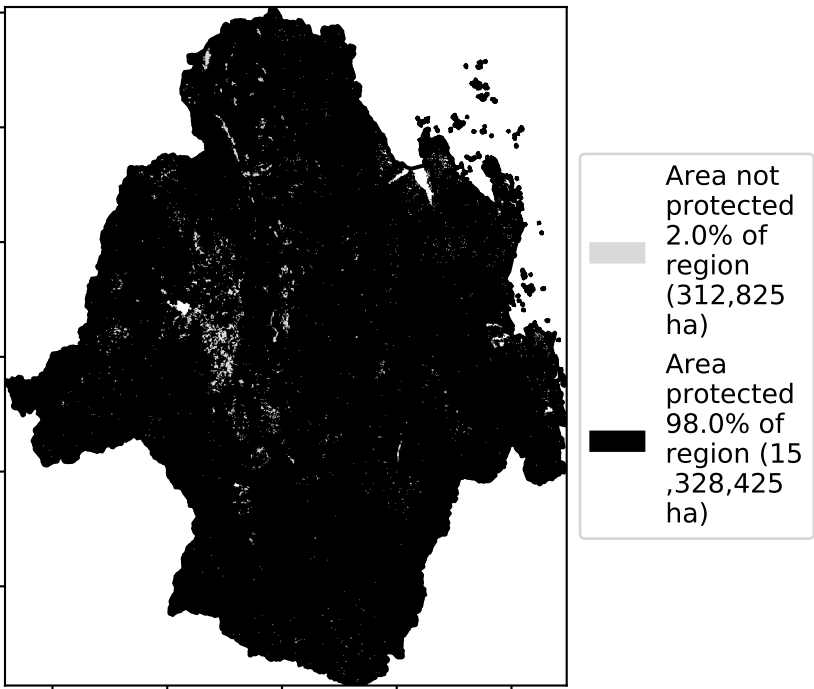 Area not
protected
2.0% of
region
(312,825
ha)
Area
protected
98.0% of
region (15
,328,425
ha)